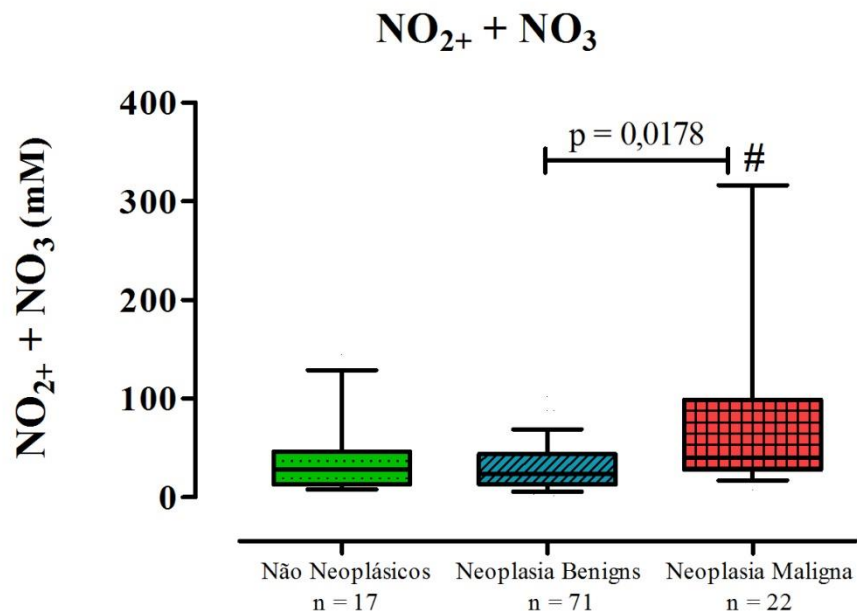 NO₂₊ + NO₃
NO₂₊ + NO₃ (mM)
400
300
200
100
0
p = 0,0178
#
Não Neoplásicos
n = 17
Neoplasia Benigns
n = 71
Neoplasia Maligna
n = 22